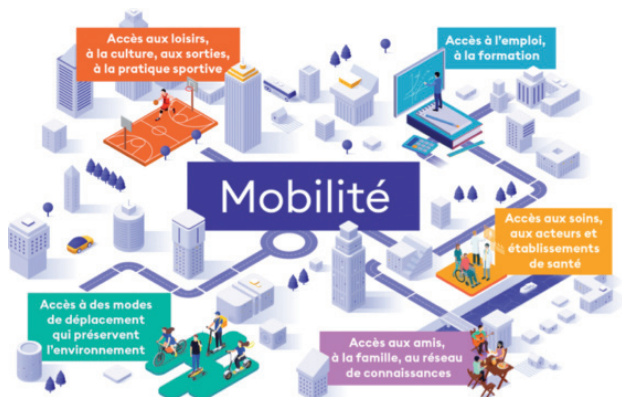 Accès aux loisirs,
à la culture, aux sorties,
à la pratique sportive
Accès à l'emploi,
à la formation
Mobilité
Accès aux soins,
aux acteurs et
établissements
de santé
Accès à des modes
de déplacement
qui préservent
l'environnement
Accès aux amis,
à la famille, au réseau
de connaissances